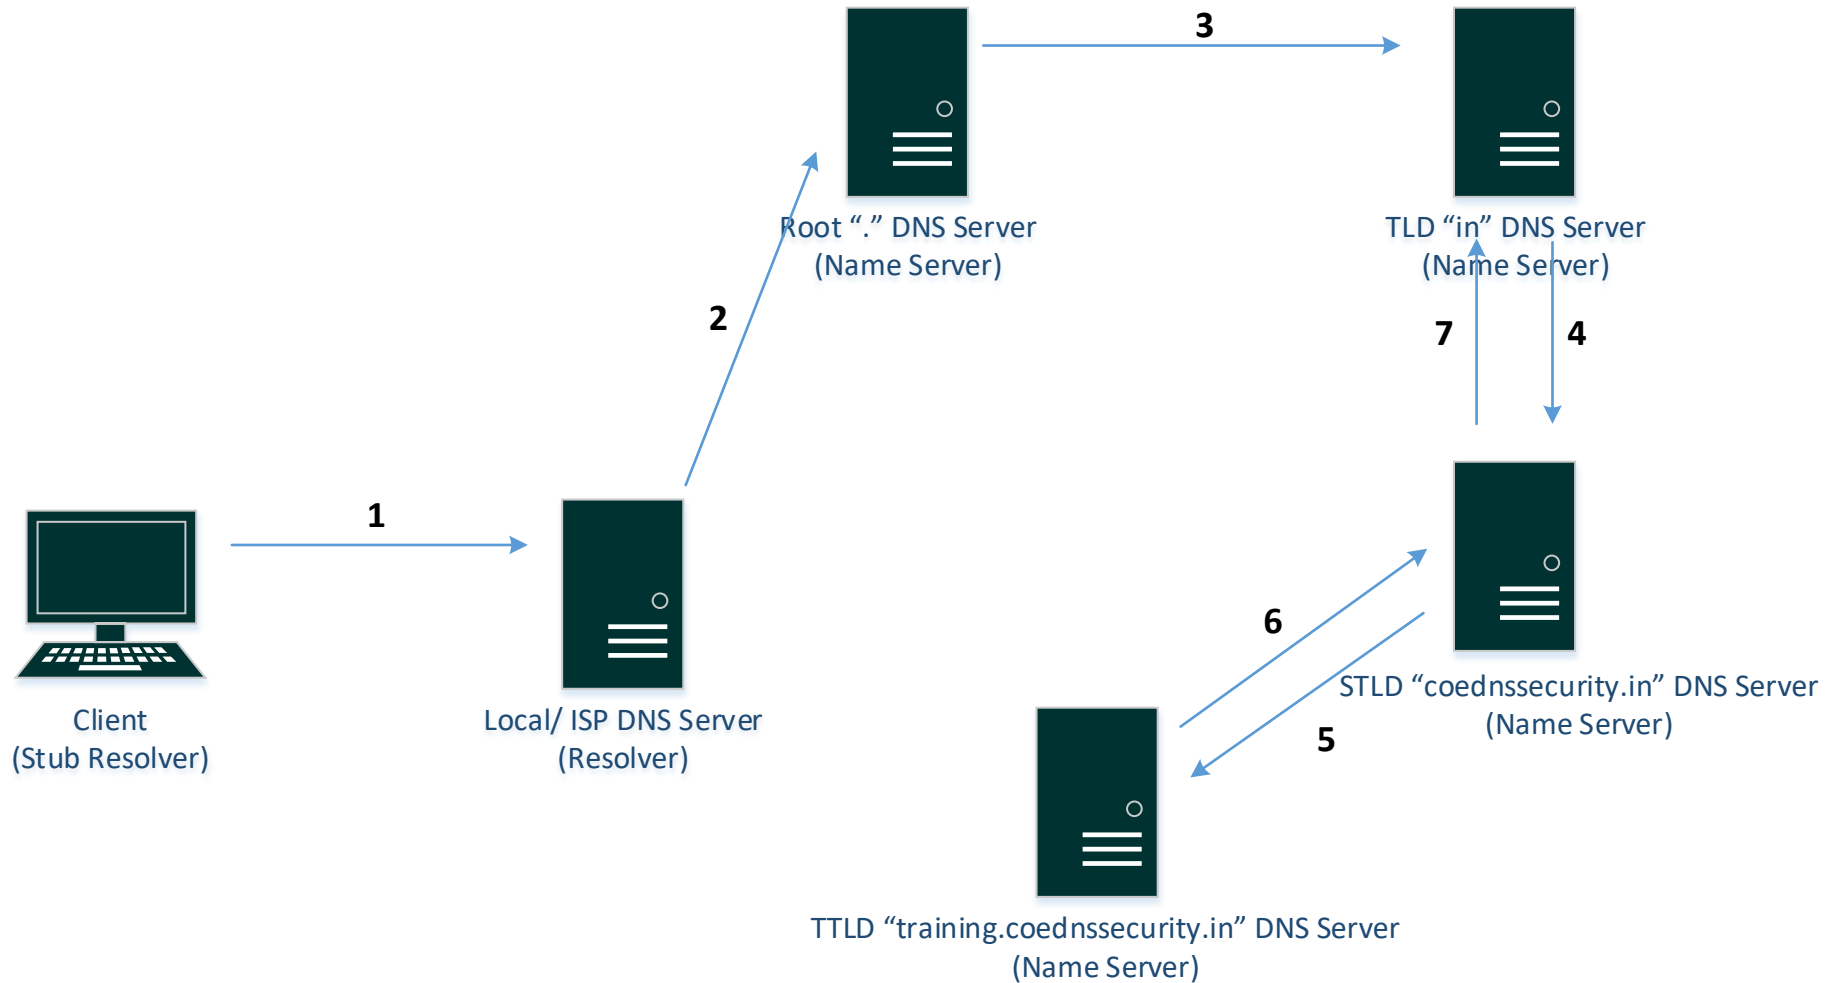 3
Root “.” DNS Server
(Name Server)
TLD “in” DNS Server
(Name Server)
2
7
4
1
6
5
Client
(Stub Resolver)
Local/ ISP DNS Server
(Resolver)
STLD “coednssecurity.in” DNS Server
(Name Server)
TTLD “training.coednssecurity.in” DNS Server
(Name Server)